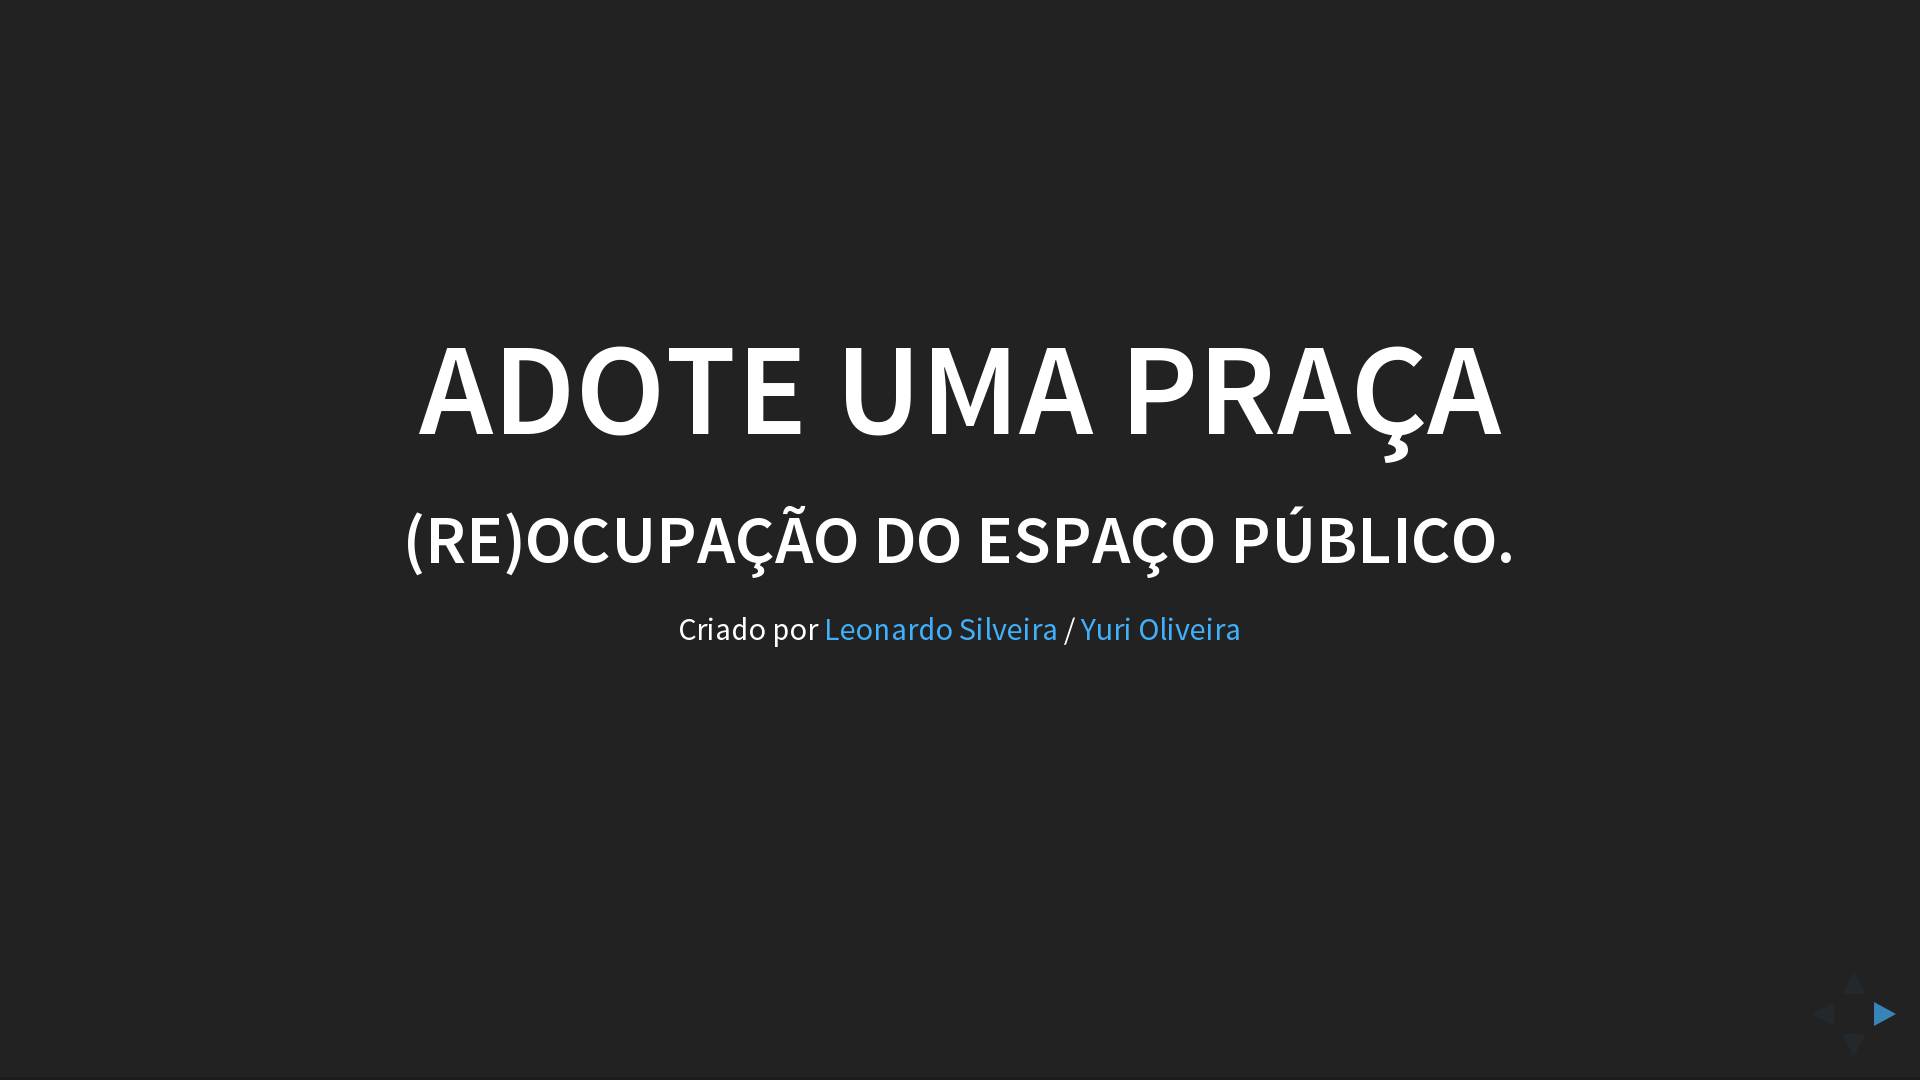 ADOTE UMA PRAÇA
(RE)OCUPAÇÃO DO ESPAÇO PÚBLICO.
Criado por Leonardo Silveira / Yuri Oliveira